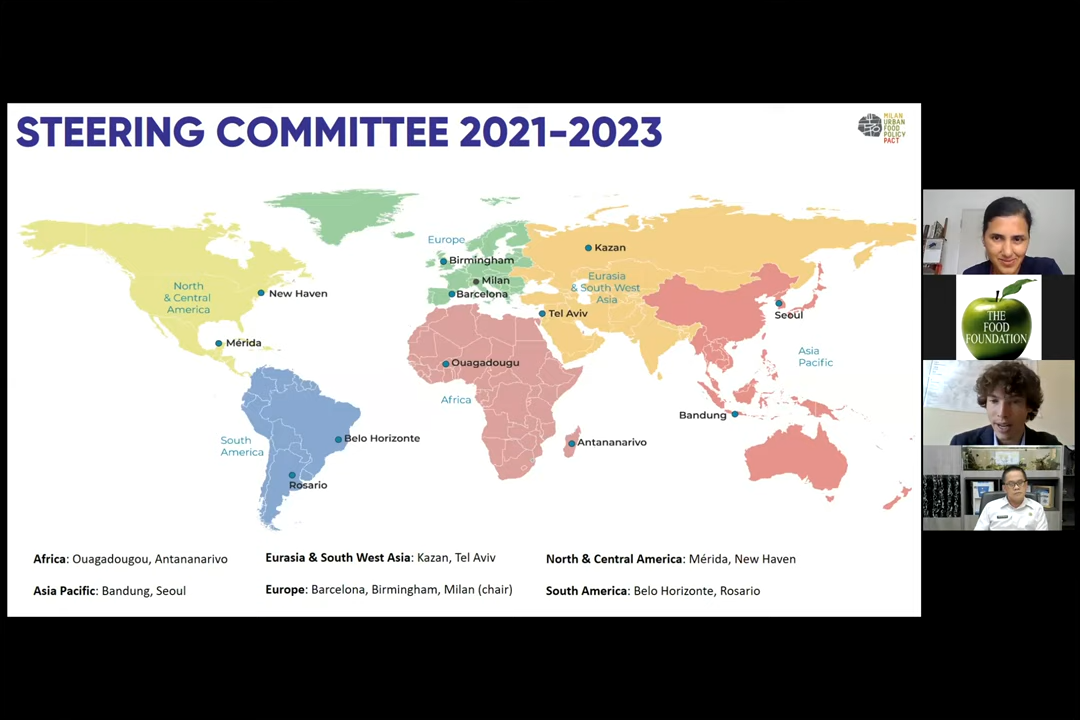 STEERING COMMITTEE 2021-2023
MILAN
URBAN
FOOD
POLICY
PACT
Europe
Kazan
Birmingham
Eurasia
& South West
Asia
Milan
Barcelona
North
& Central
America
New Haven
Tel Aviv
Seoul
THE
FOOD
FOUNDATION
Mérida
Asia
Pacific
Ouagadougu
Africa
Bandung
Belo Horizonte
South
America
Antananarivo
Rosario
Africa: Ouagadougou, Antananarivo
Eurasia & South West Asia: Kazan, Tel Aviv
North & Central America: Mérida, New Haven
Asia Pacific: Bandung, Seoul
Europe: Barcelona, Birmingham, Milan (chair)
South America: Belo Horizonte, Rosario